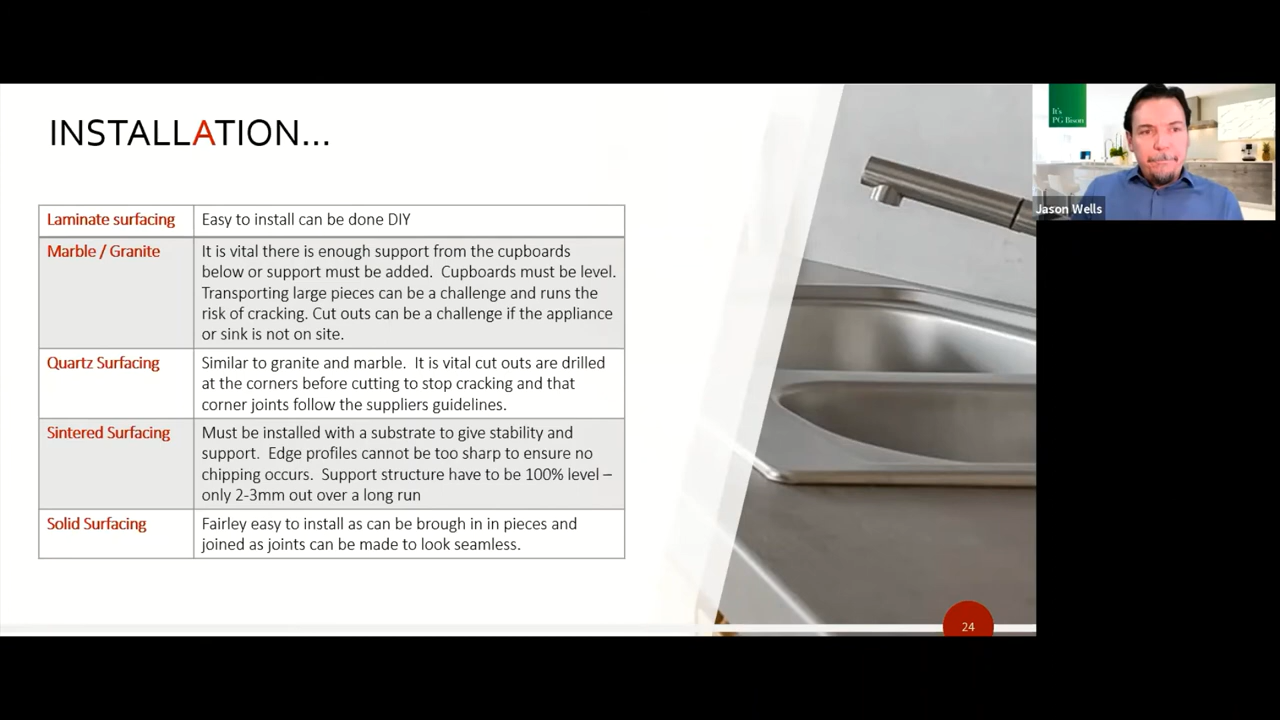 INSTALLATION...
Laminate surfacing
Easy to install can be done DIY
Marble / Granite
It is vital there is enough support from the cupboards
below or support must be added. Cupboards must be level.
Transporting large pieces can be a challenge and runs the
risk of cracking. Cut outs can be a challenge if the appliance
or sink is not on site.
Quartz Surfacing
Similar to granite and marble. It is vital cut outs are drilled
at the corners before cutting to stop cracking and that
corner joints follow the suppliers guidelines.
Sintered Surfacing
Must be installed with a substrate to give stability and
support. Edge profiles cannot be too sharp to ensure no
chipping occurs. Support structure have to be 100% level –
only 2-3mm out over a long run
Solid Surfacing
Fairley easy to install as can be brough in in pieces and
joined as joints can be made to look seamless.
24
It's
PG Bison
Jason Wells